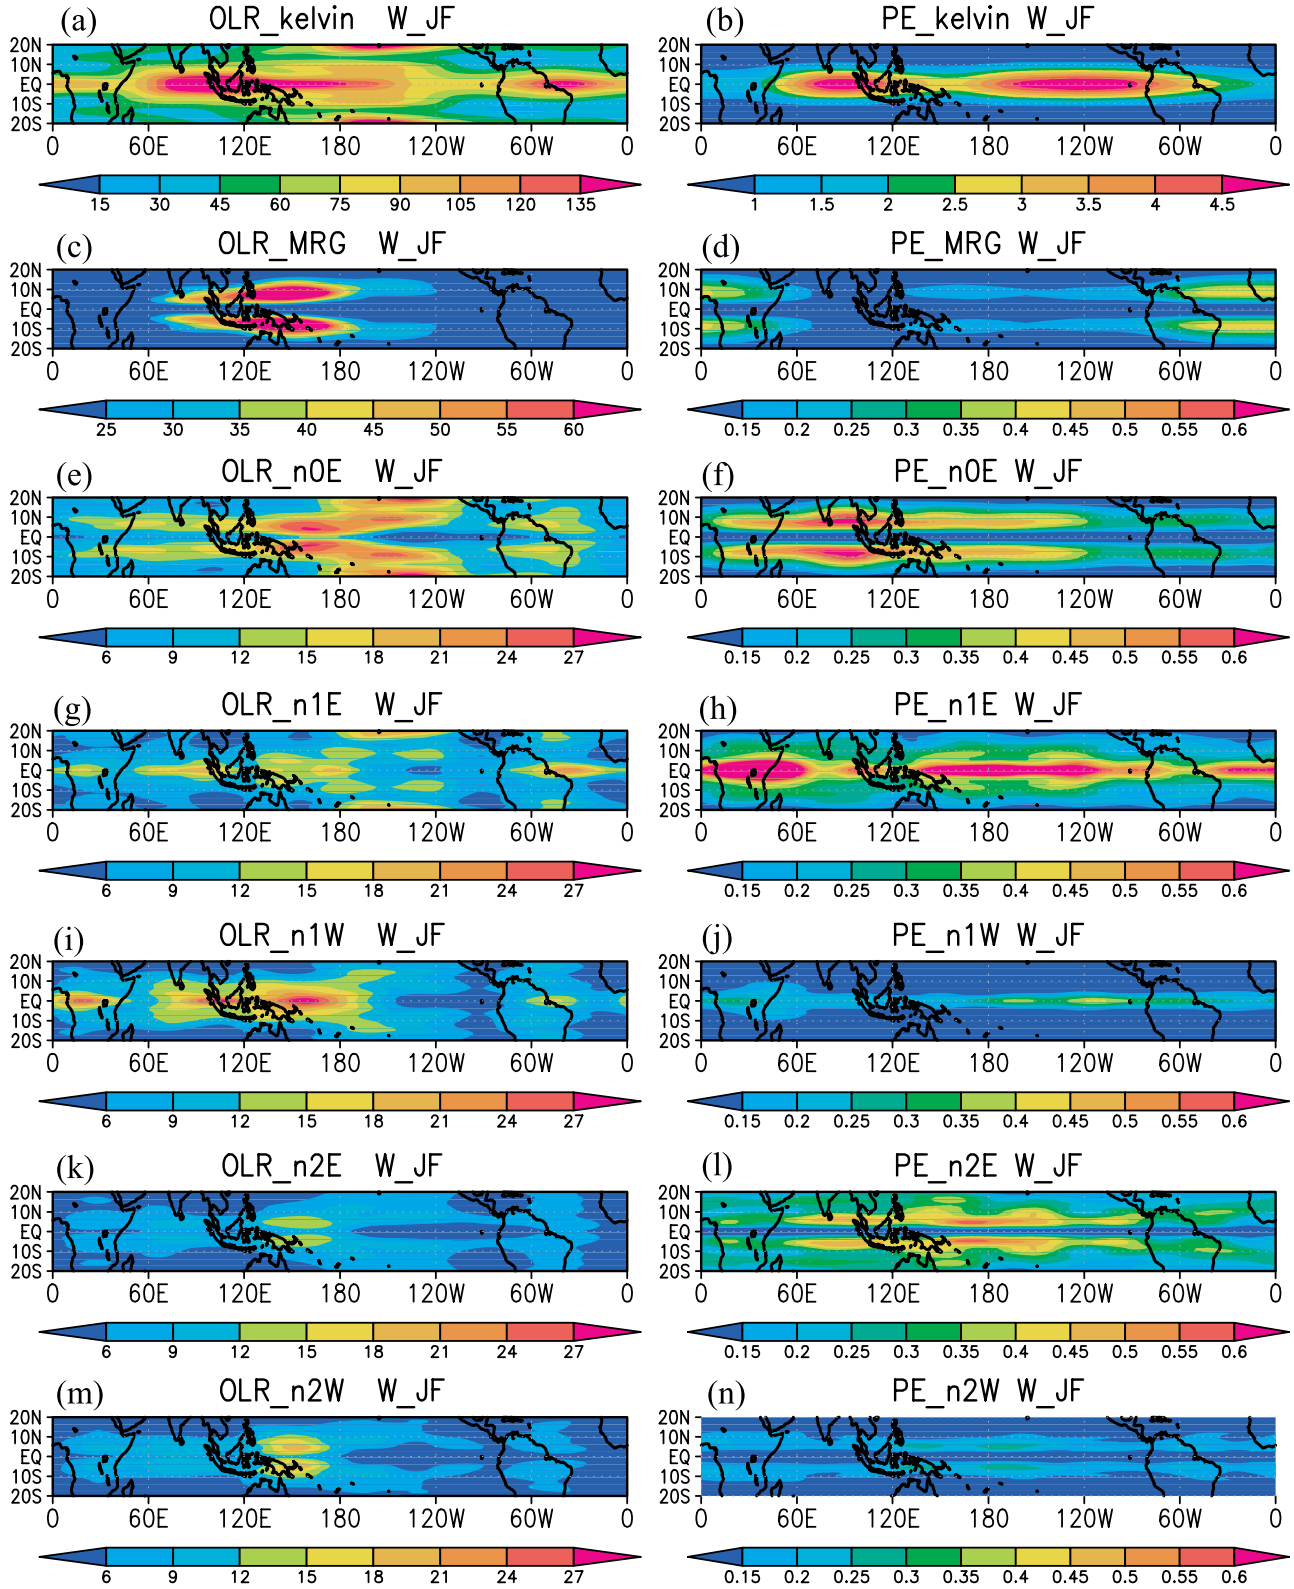 (a) OLR_kelvin W_JF
(b) PE_kelvin W_JF
20N 10N EQ 10S 20S
20N 10N EQ 10S 20S
0 60E 120E 180 120W 60W 0
0 60E 120E 180 120W 60W 0
15 30 45 60 75 90 105 120 135
1 1.5 2 2.5 3 3.5 4 4.5
(c) OLR_MRG W_JF
(d) PE_MRG W_JF
20N 10N EQ 10S 20S
20N 10N EQ 10S 20S
0 60E 120E 180 120W 60W 0
0 60E 120E 180 120W 60W 0
25 30 35 40 45 50 55 60
0.15 0.2 0.25 0.3 0.35 0.4 0.45 0.5 0.55 0.6
(e) OLR_n0E W_JF
(f) PE_n0E W_JF
20N 10N EQ 10S 20S
20N 10N EQ 10S 20S
0 60E 120E 180 120W 60W 0
0 60E 120E 180 120W 60W 0
6 9 12 15 18 21 24 27
0.15 0.2 0.25 0.3 0.35 0.4 0.45 0.5 0.55 0.6
(g) OLR_n1E W_JF
(h) PE_n1E W_JF
20N 10N EQ 10S 20S
20N 10N EQ 10S 20S
0 60E 120E 180 120W 60W 0
0 60E 120E 180 120W 60W 0
6 9 12 15 18 21 24 27
0.15 0.2 0.25 0.3 0.35 0.4 0.45 0.5 0.55 0.6
(i) OLR_n1W W_JF
(j) PE_n1W W_JF
20N 10N EQ 10S 20S
20N 10N EQ 10S 20S
0 60E 120E 180 120W 60W 0
0 60E 120E 180 120W 60W 0
6 9 12 15 18 21 24 27
0.15 0.2 0.25 0.3 0.35 0.4 0.45 0.5 0.55 0.6
(k) OLR_n2E W_JF
(l) PE_n2E W_JF
20N 10N EQ 10S 20S
20N 10N EQ 10S 20S
0 60E 120E 180 120W 60W 0
0 60E 120E 180 120W 60W 0
6 9 12 15 18 21 24 27
0.15 0.2 0.25 0.3 0.35 0.4 0.45 0.5 0.55 0.6
(m) OLR_n2W W_JF
(n) PE_n2W W_JF
20N 10N EQ 10S 20S
20N 10N EQ 10S 20S
0 60E 120E 180 120W 60W 0
0 60E 120E 180 120W 60W 0
6 9 12 15 18 21 24 27
0.15 0.2 0.25 0.3 0.35 0.4 0.45 0.5 0.55 0.6